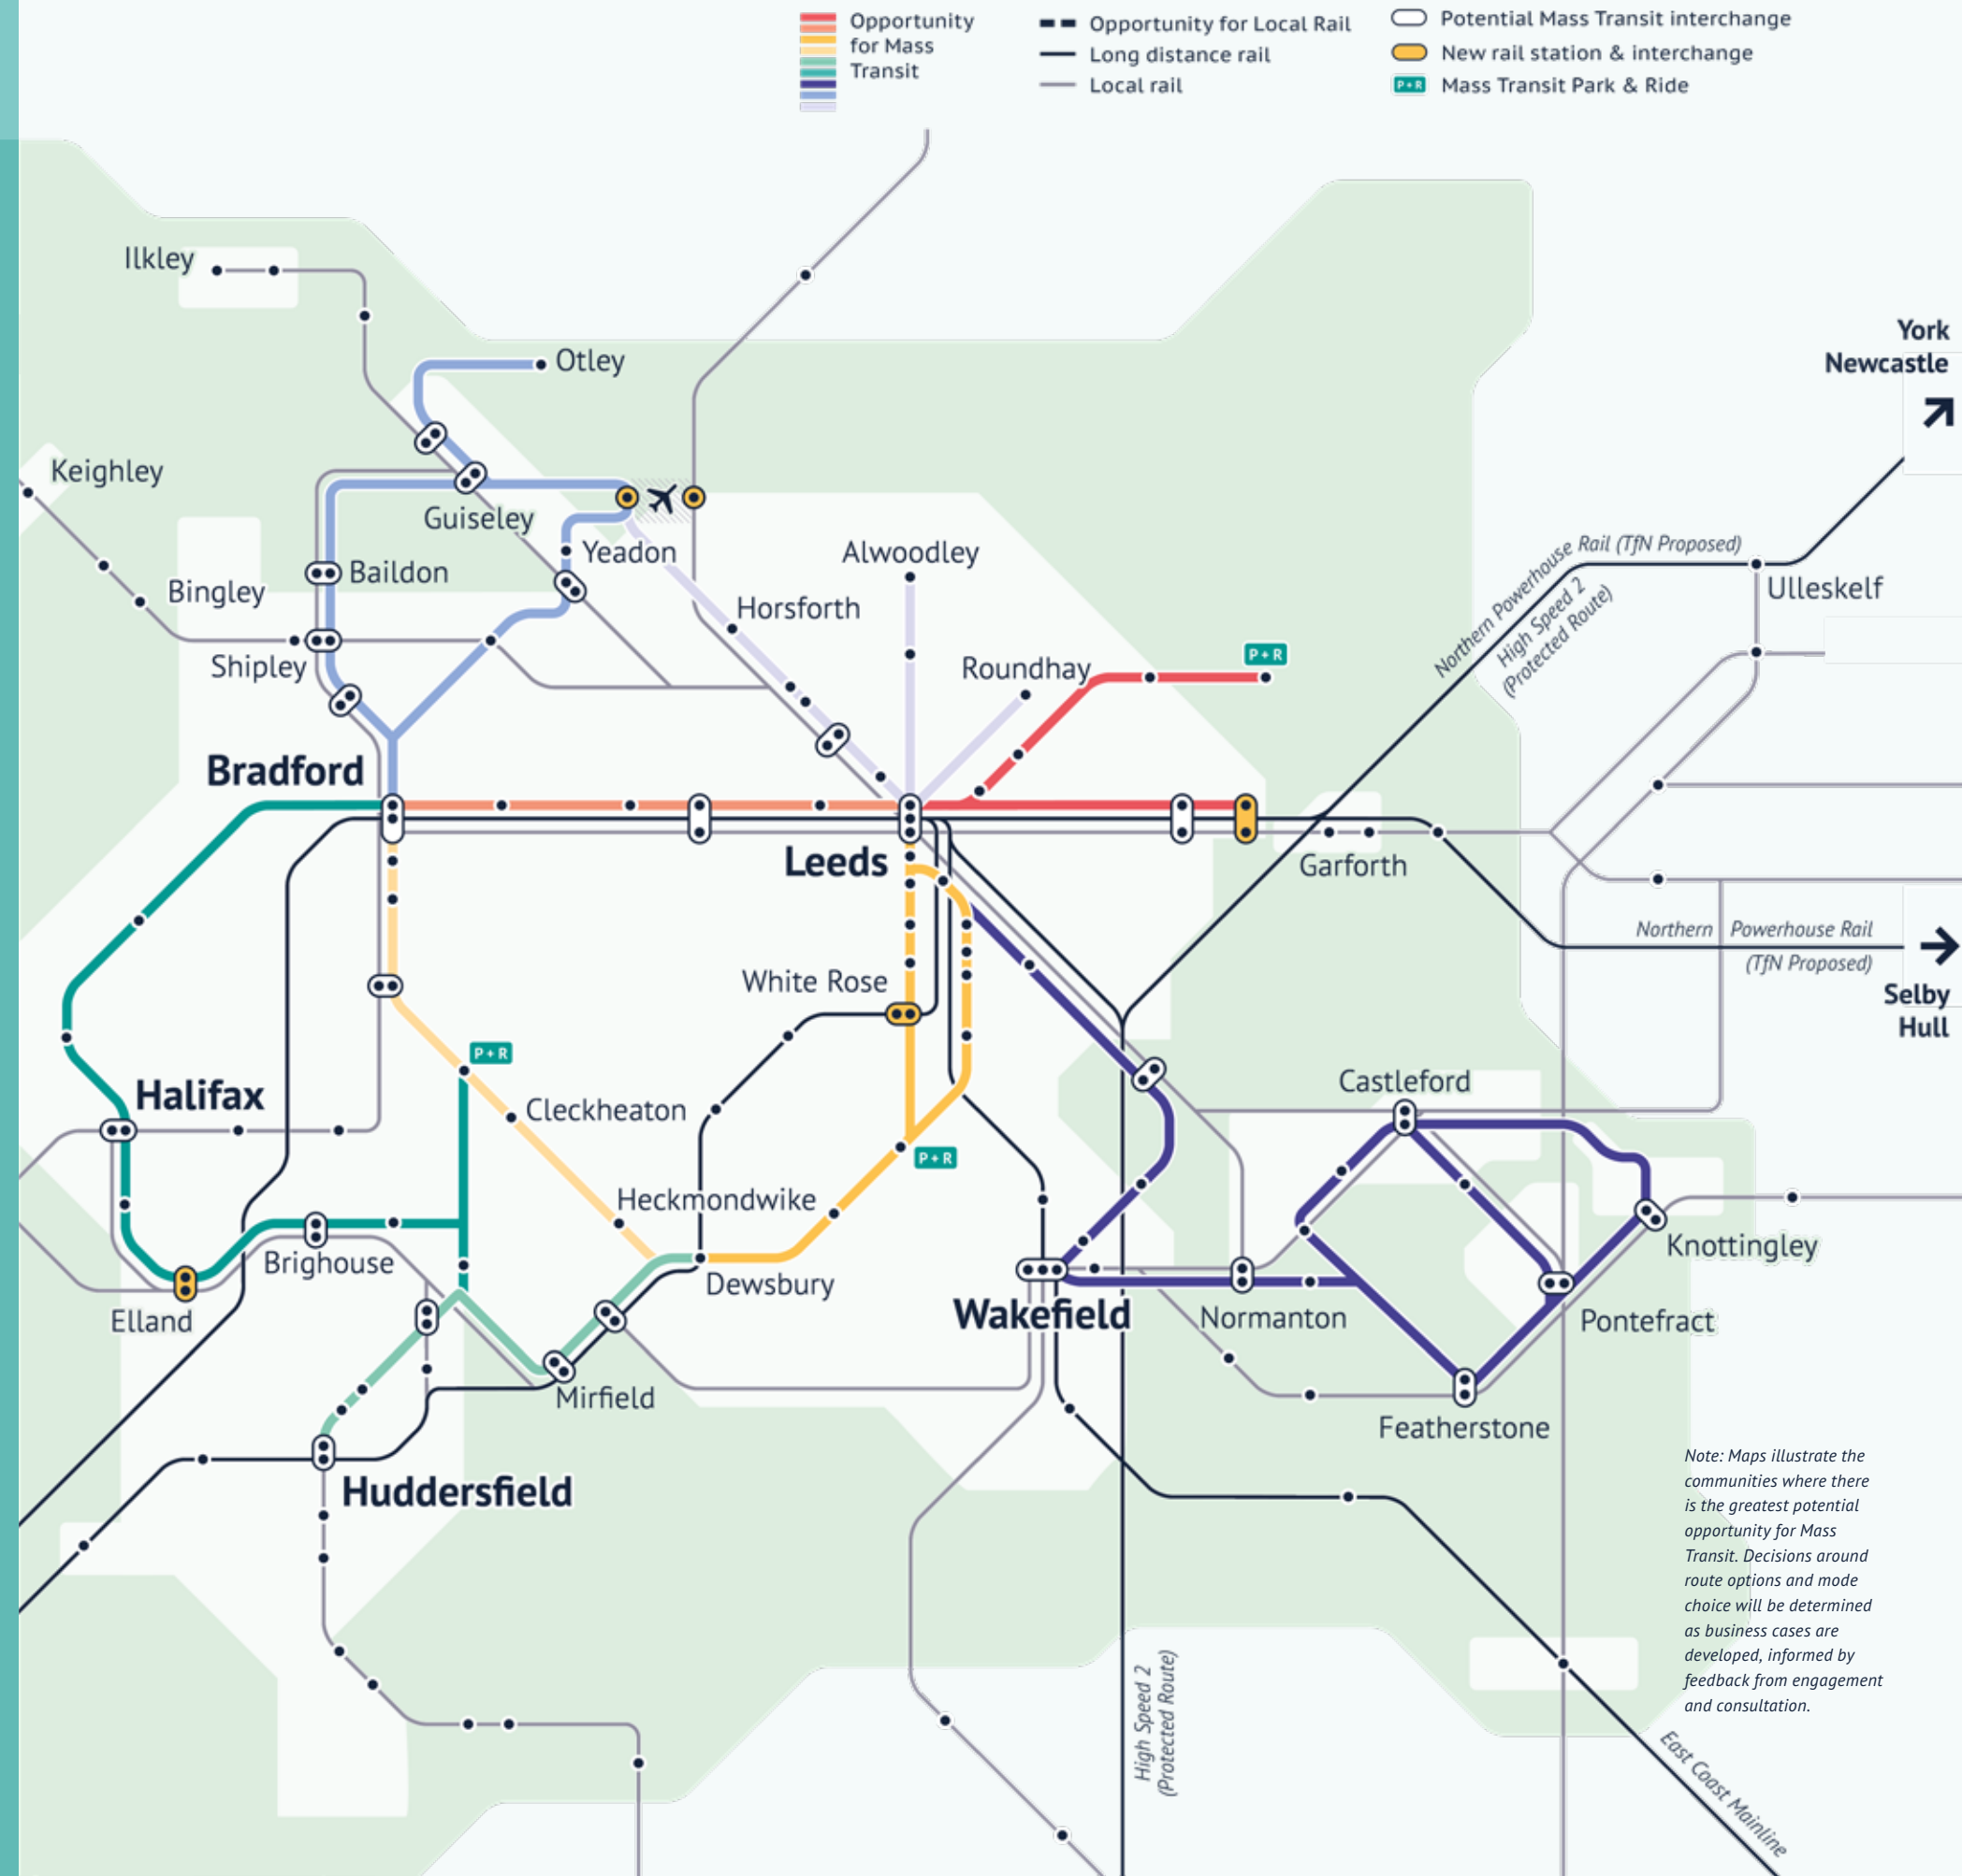 Opportunity
for Mass
Transit
Opportunity for Local Rail
Long distance rail
Local rail
Potential Mass Transit interchange
New rail station & interchange
P+R Mass Transit Park & Ride
Ilkley
Otley
York
Newcastle
Keighley
Guiseley
Yeadon
Alwoodley
Northern Powerhouse Rail (TfN Proposed)
High Speed 2
(Protected Route)
Ulleskelf
Baildon
Bingley
Horsforth
Shipley
Roundhay
P+R
Bradford
Leeds
Garforth
Northern Powerhouse Rail
(TfN Proposed)
Selby
Hull
White Rose
P+R
Halifax
Cleckheaton
Castleford
P+R
Heckmondwike
Brighouse
Dewsbury
Knottingley
Elland
Wakefield
Normanton
Pontefract
Mirfield
Featherstone
Huddersfield
Note: Maps illustrate the
communities where there
is the greatest potential
opportunity for Mass
Transit. Decisions around
route options and mode
choice will be determined
as business cases are
developed, informed by
feedback from engagement
and consultation.
High Speed 2
(Protected Route)
East Coast Mainline